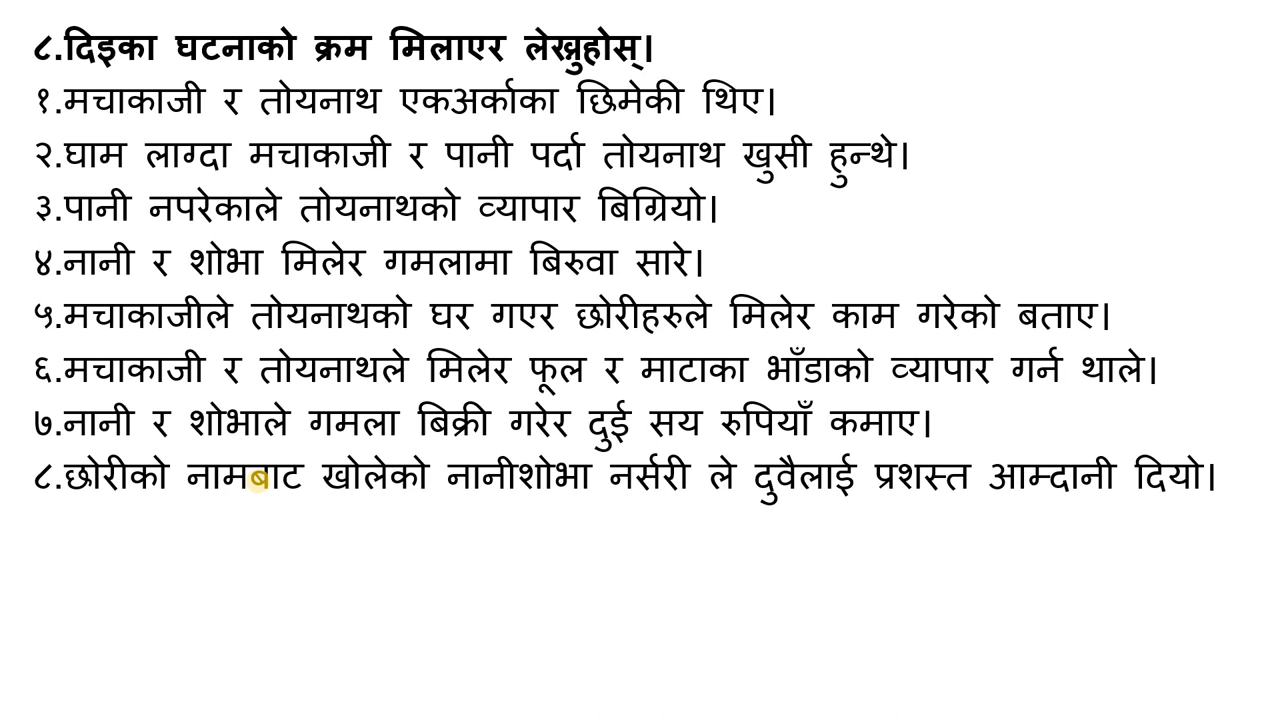 ८.दिइका घटनाको क्रम मिलाएर लेख्नुहोस्।
१.मचाकाजी र तोयनाथ एकअर्काका छिमेकी थिए।
२.घाम लाग्दा मचाकाजी र पानी पर्दा तोयनाथ खुसी हुन्थे।
३.पानी नपरेकाले तोयनाथको व्यापार बिग्रियो।
४.नानी र शोभा मिलेर गमलामा बिरुवा सारे।
५.मचाकाजीले तोयनाथको घर गएर छोरीहरुले मिलेर काम गरेको बताए।
६.मचाकाजी र तोयनाथले मिलेर फूल र माटाका भाँडाको व्यापार गर्न थाले।
७.नानी र शोभाले गमला बिक्री गरेर दुई सय रुपियाँ कमाए।
८.छोरीको नामबाट खोलेको नानीशोभा नर्सरी ले दुवैलाई प्रशस्त आम्दानी दियो।